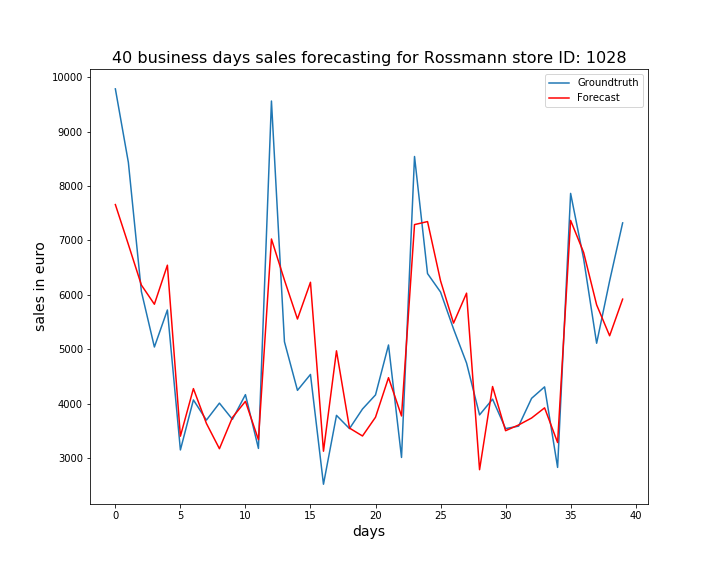 40 business days sales forecasting for Rossmann store ID: 1028
Groundtruth
Forecast
10000
9000
8000
7000
6000
5000
4000
3000
sales in euro
0 5 10 15 20 25 30 35 40
days